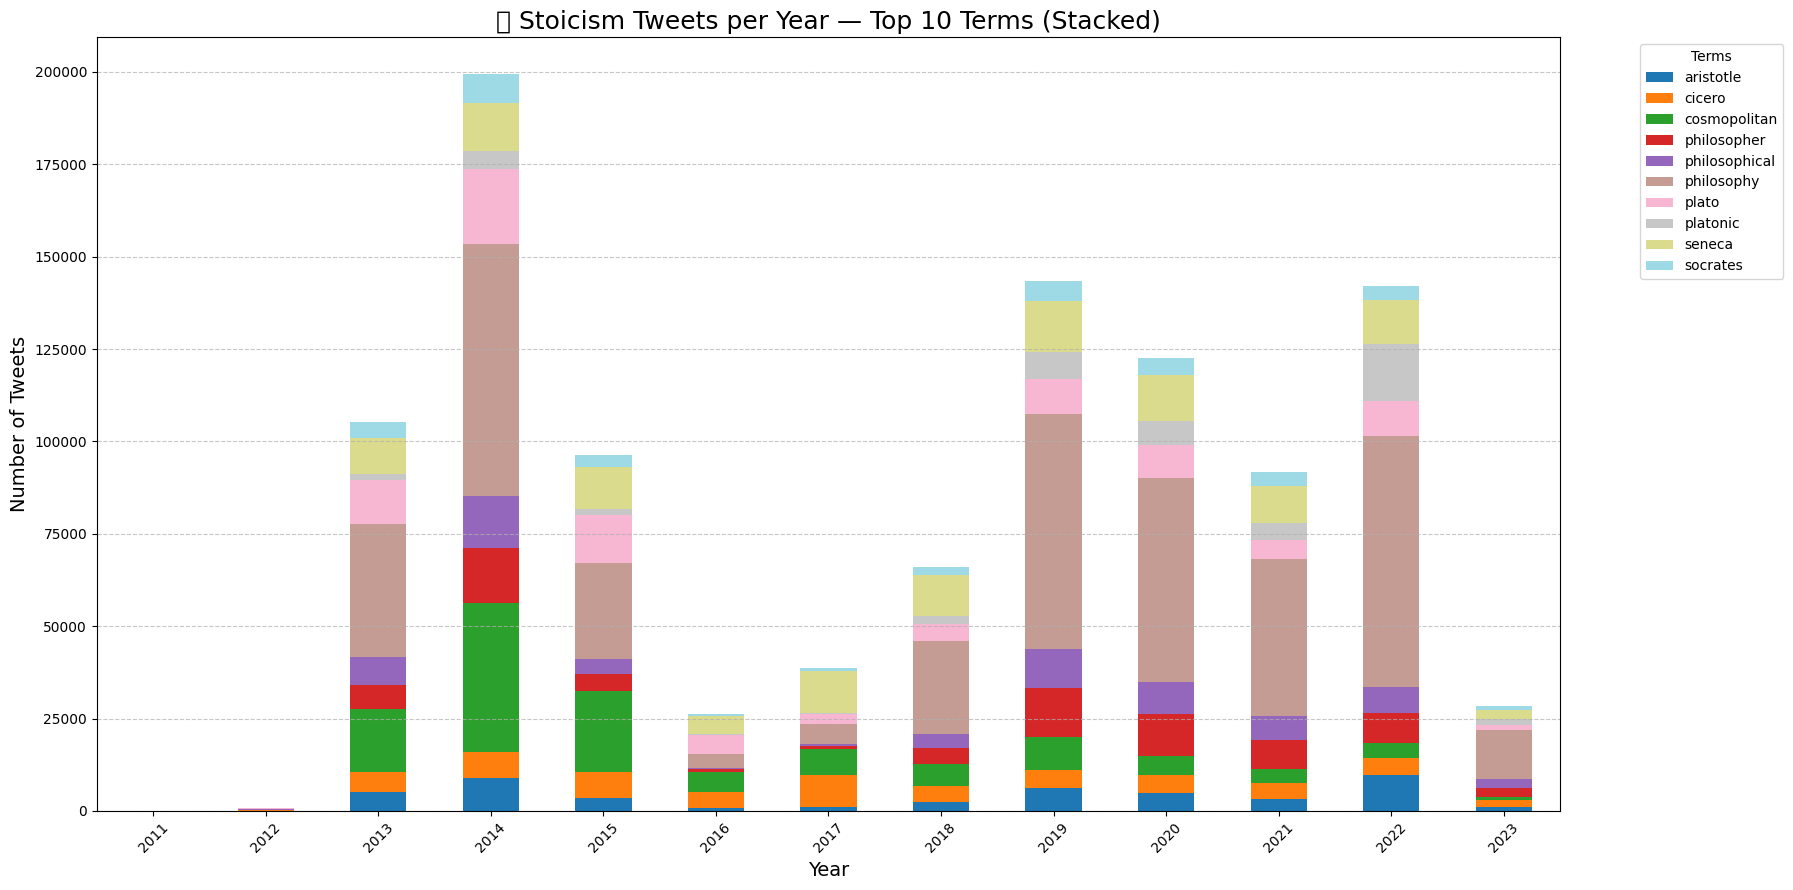 ▯ Stoicism Tweets per Year — Top 10 Terms (Stacked)
Number of Tweets
200000
175000
150000
125000
100000
75000
50000
25000
0
2011
2012
2013
2014
2015
2016
2017
2018
2019
2020
2021
2022
2023
Year
Terms
aristotle
cicero
cosmopolitan
philosopher
philosophical
philosophy
plato
platonic
seneca
socrates